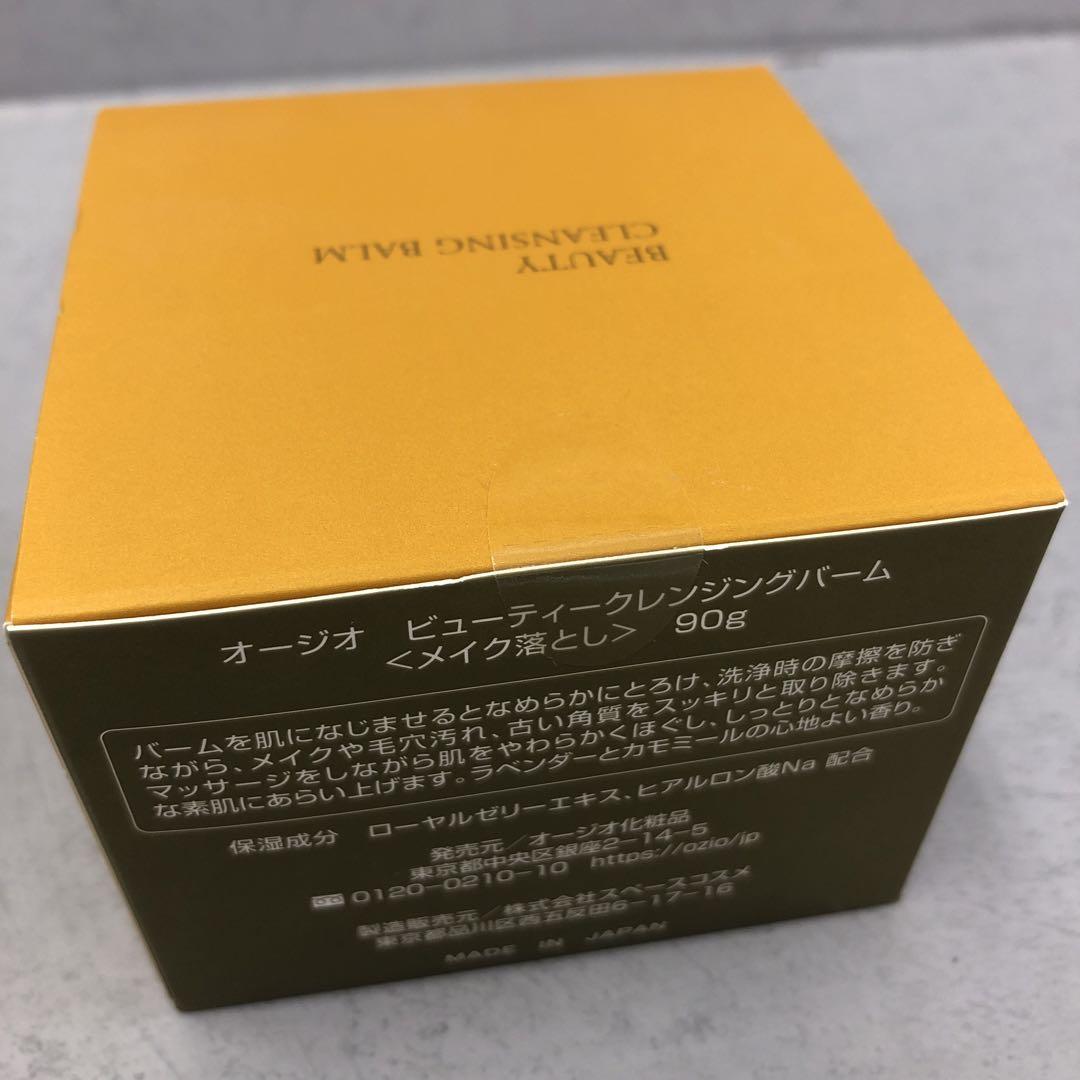 BEAUTY
CLEANSING BALM
オージオ ビューティークレンジングバーム
<メイク落とし> 90g
バームを肌になじませるとなめらかにとろけ、洗浄時の摩擦を防ぎ
ながら、メイクや毛穴汚れ、古い角質をスッキリと取り除きます。
マッサージをしながら肌をやわらかくほぐし、しっとりとなめらか
な素肌にあらい上げます。ラベンダーとカモミールの心地よい香り。
保湿成分 ローヤルゼリーエキス、ヒアルロン酸Na 配合
発売元/オージオ化粧品
東京都中央区銀座2-14-5
https://ozio/jp
0120-0210-10
製造販売元/株式会社スペースコスメ
東京都品川区西五反田6-17-16
MADE IN JAPAN